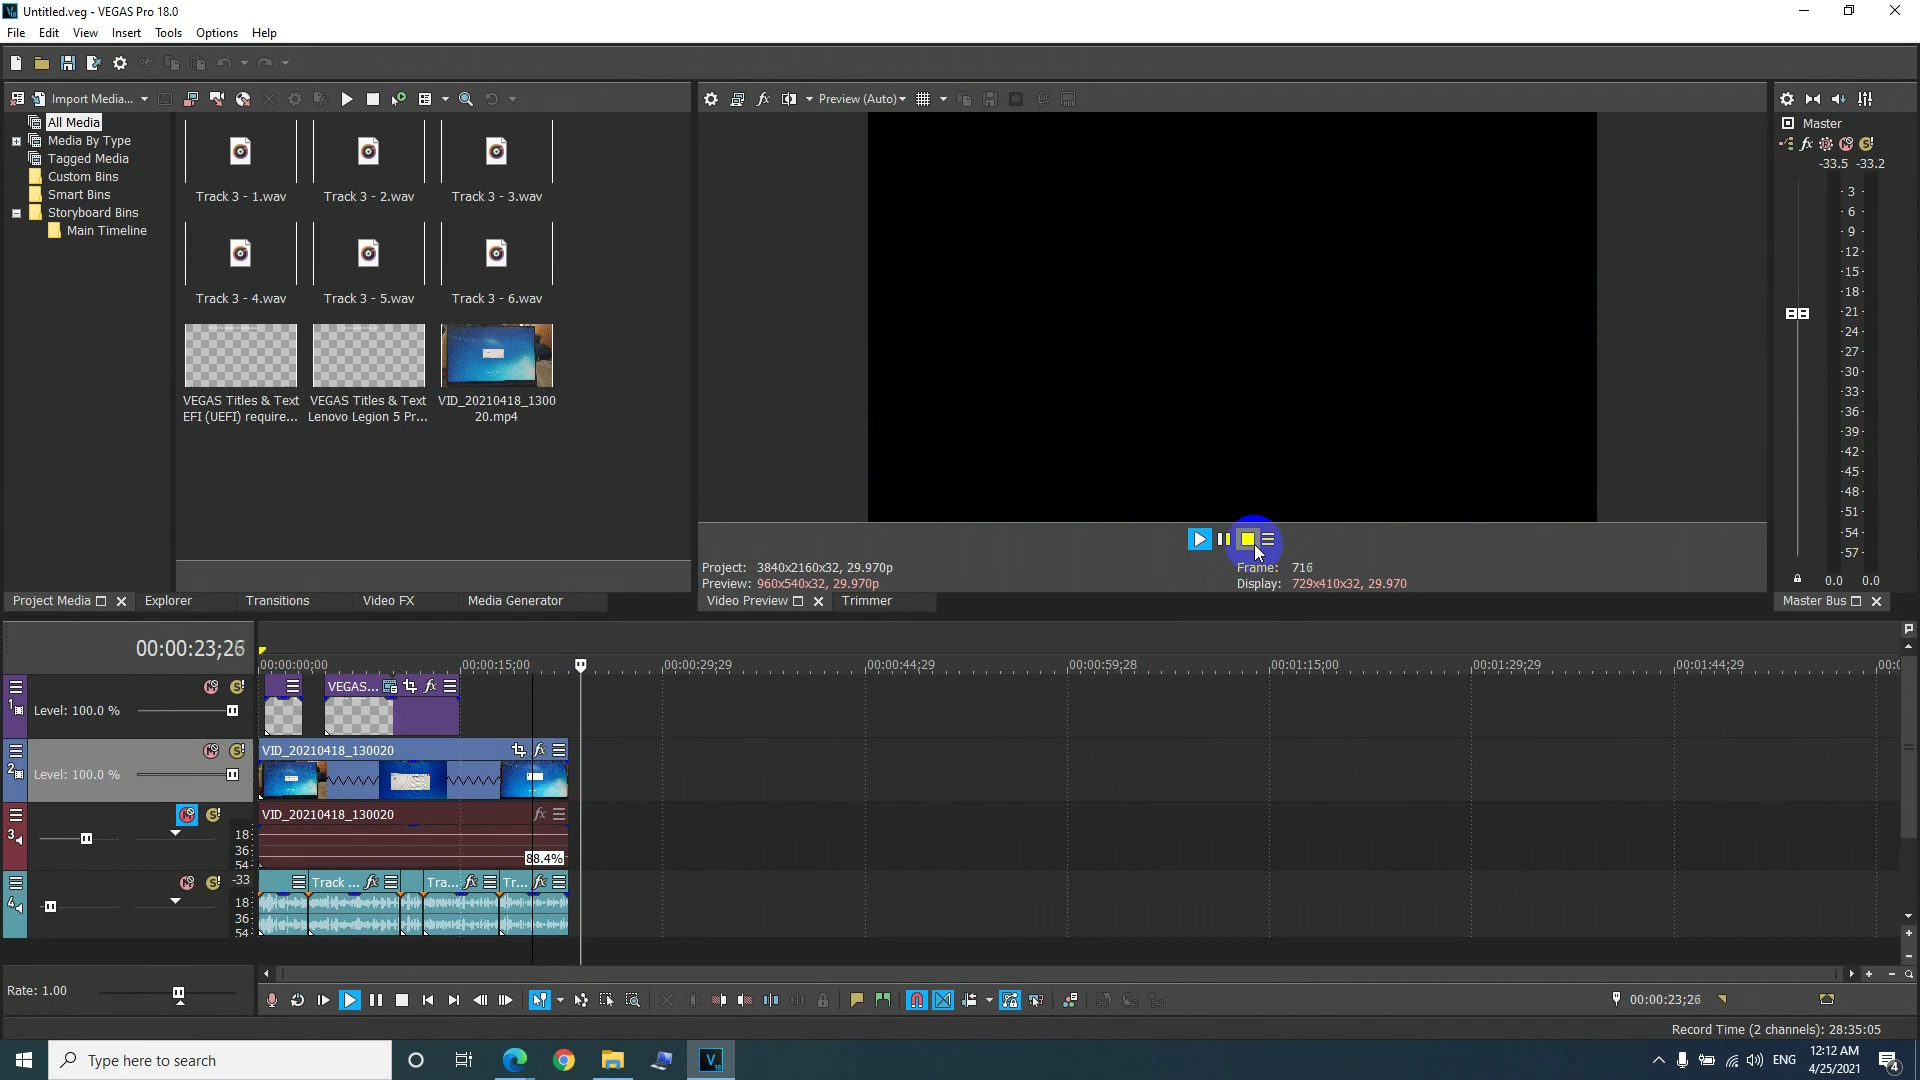 Untitled.veg - VEGAS Pro 18.0
File Edit View Insert Tools Options Help
Import Media...
Preview (Auto)
All Media
Media By Type
Tagged Media
Custom Bins
Smart Bins
Storyboard Bins
Main Timeline
Track 3 - 1.wav
Track 3 - 2.wav
Track 3 - 3.wav
Track 3 - 4.wav
Track 3 - 5.wav
Track 3 - 6.wav
VEGAS Titles & Text
EFI (UEFI) require...
VEGAS Titles & Text
Lenovo Legion 5 Pr...
VID_20210418_1300
20.mp4
Master
-33.5 -33.2
- 3 -
- 6 -
- 9 -
-12-
-15-
-18-
-21-
-24-
-27-
-30-
-33-
-36-
-39-
-42-
-45-
-48-
-51-
-54-
-57-
0.0 0.0
Project: 3840x2160x32, 29.970p
Preview: 960x540x32, 29.970p
Frame: 716
Display: 729x410x32, 29.970
Project Media
Explorer
Transitions
Video FX
Media Generator
Video Preview
Trimmer
Master Bus
00:00:23;26
00:00:00;00 00:00:15;00 00:00:29;29 00:00:44;29 00:00:59;28 00:01:15;00 00:01:29;29 00:01:44;29 00:0
1
Level: 100.0 %
VEGAS...
2
Level: 100.0 %
VID_20210418_130020
3
VID_20210418_130020
18
36
54
88.4%
4
-33
18
36
54
Track ...
Tra...
Tr...
Rate: 1.00
00:00:23;26
Record Time (2 channels): 28:35:05
Type here to search
ENG
12:12 AM
4/25/2021
4